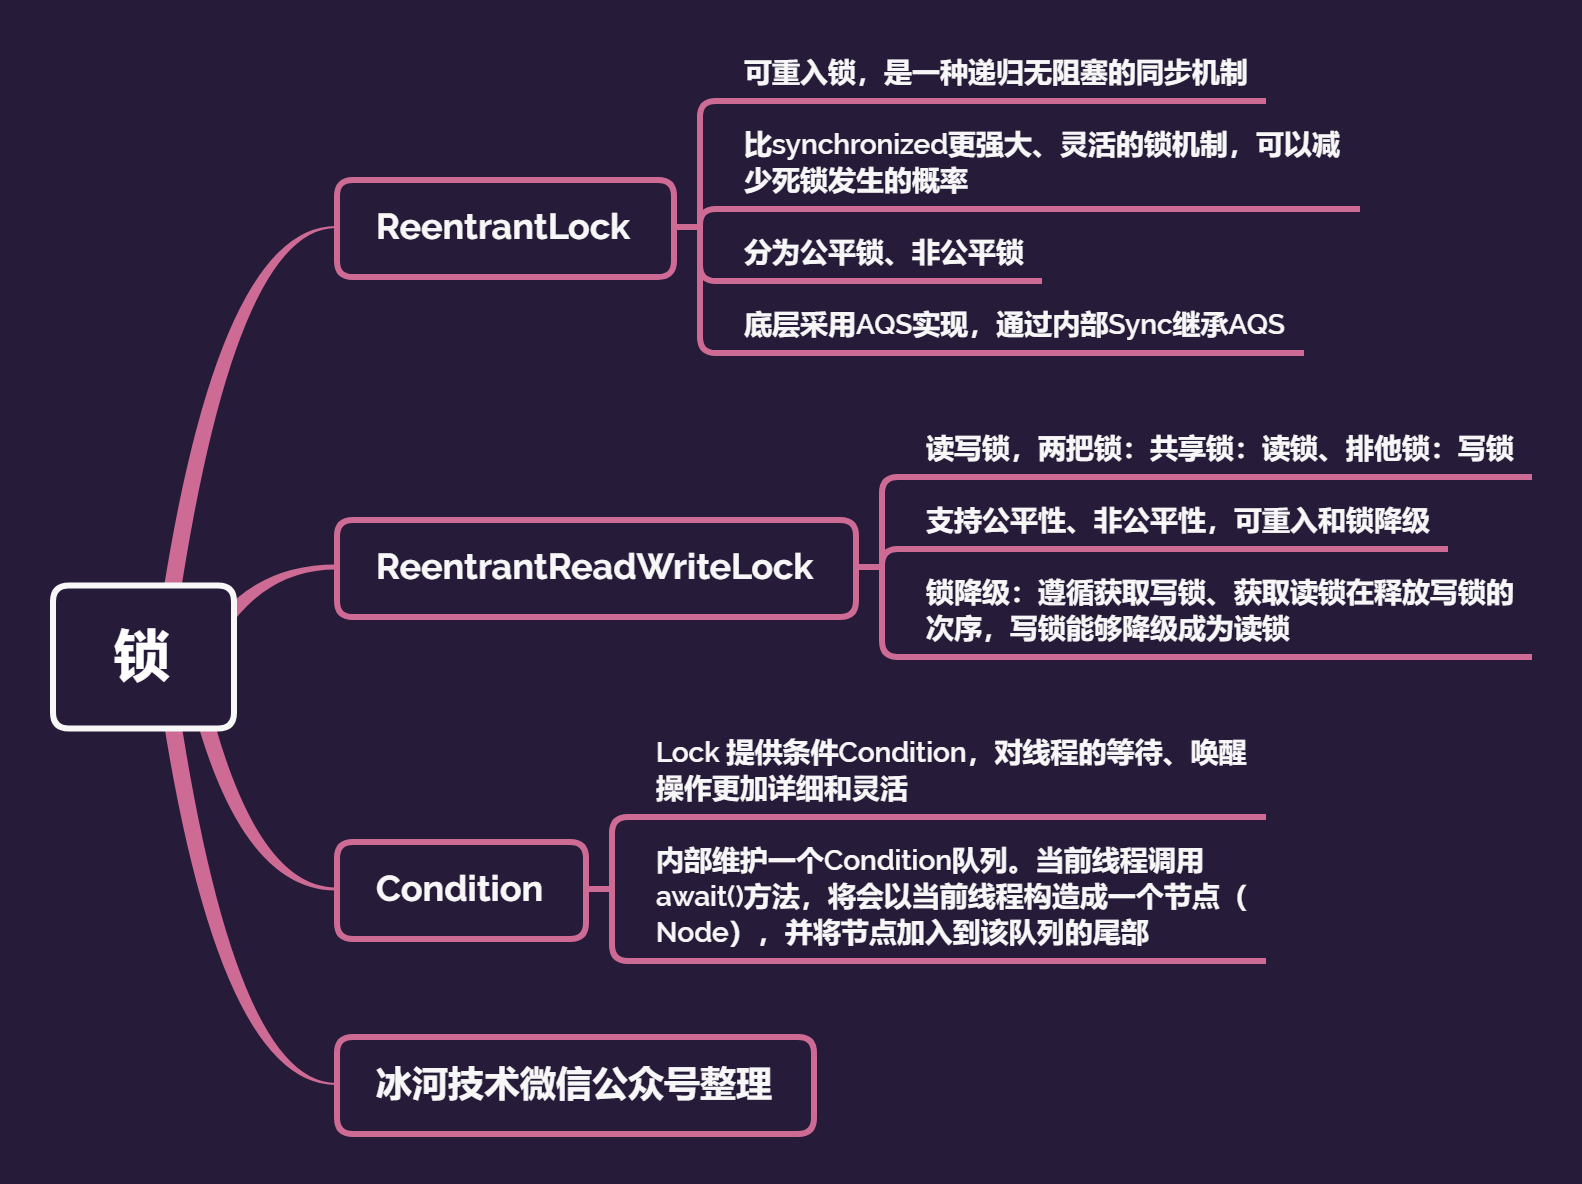 可重入锁，是一种递归无阻塞的同步机制
比synchronized更强大、灵活的锁机制，可以减
少死锁发生的概率
ReentrantLock
分为公平锁、非公平锁
底层采用AQS实现，通过内部Sync继承AQS
读写锁，两把锁：共享锁：读锁、排他锁：写锁
支持公平性、非公平性，可重入和锁降级
ReentrantReadWriteLock
锁降级：遵循获取写锁、获取读锁在释放写锁的
次序，写锁能够降级成为读锁
锁
Lock 提供条件Condition，对线程的等待、唤醒
操作更加详细和灵活
Condition
内部维护一个Condition队列。当前线程调用
await()方法，将会以当前线程构造成一个节点（
Node），并将节点加入到该队列的尾部
冰河技术微信公众号整理